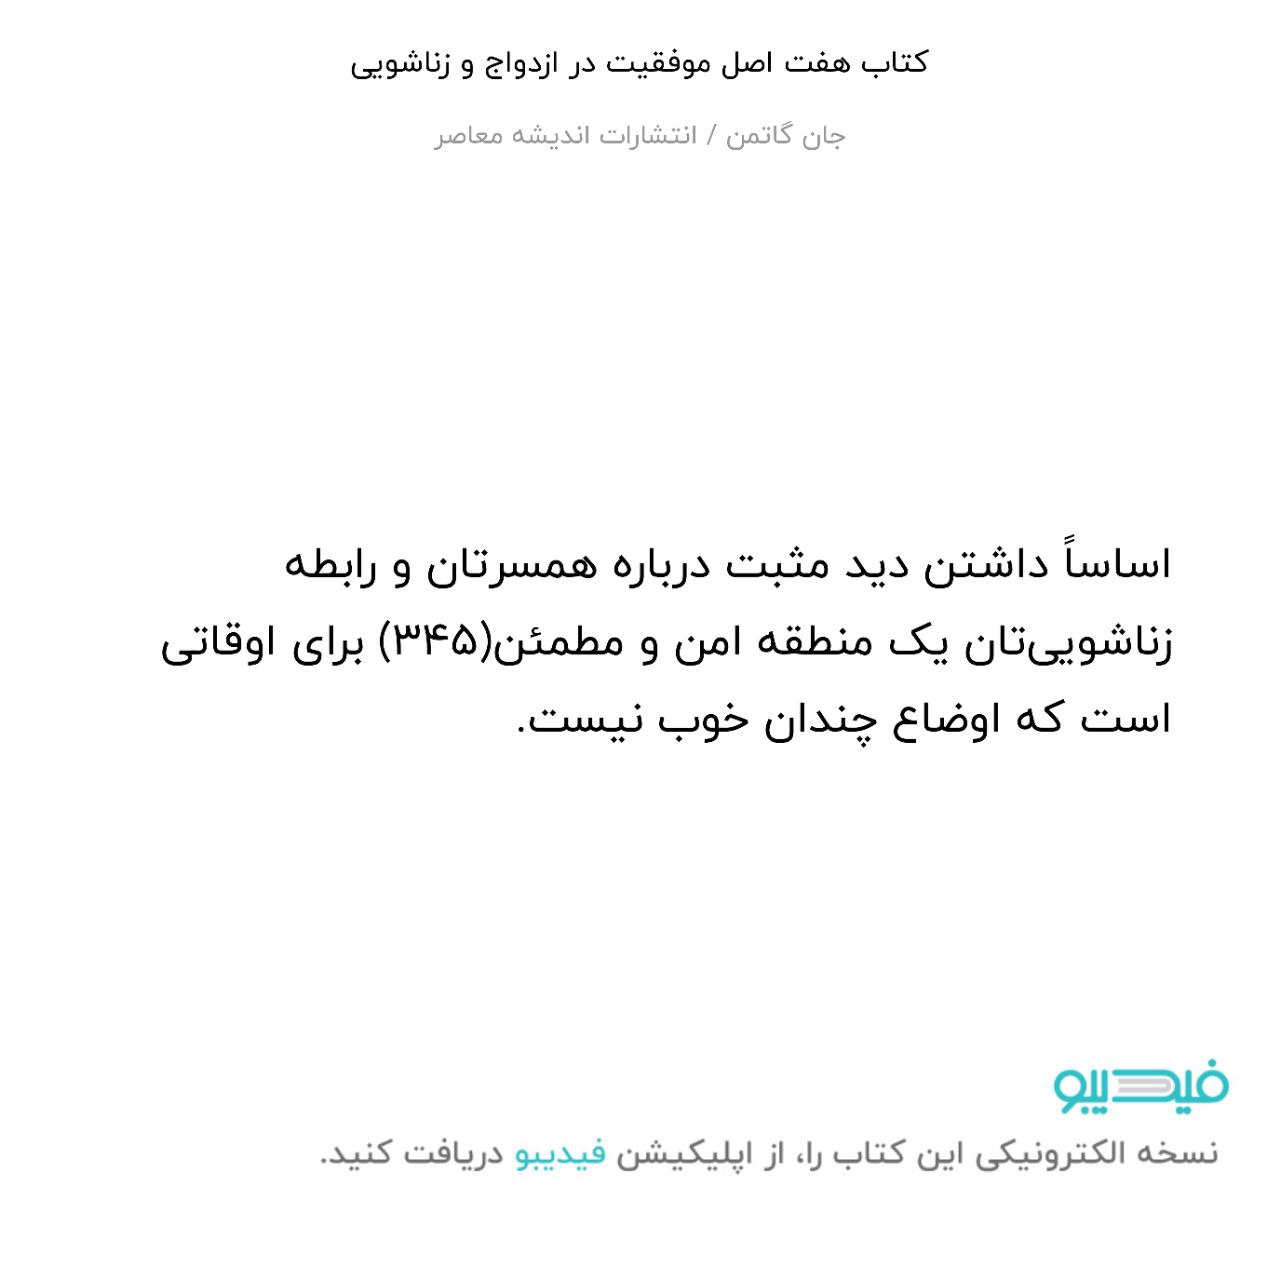 کتاب هفت اصل موفقیت در ازدواج و زناشویی
جان گاتمن / انتشارات اندیشه معاصر
اساساً داشتن دید مثبت درباره همسرتان و رابطه
زناشویی‌تان یک منطقه امن و مطمئن(۳۴۵) برای اوقاتی
است که اوضاع چندان خوب نیست.
فیدیبو
نسخه الکترونیکی این کتاب را، از اپلیکیشن فیدیبو دریافت کنید.